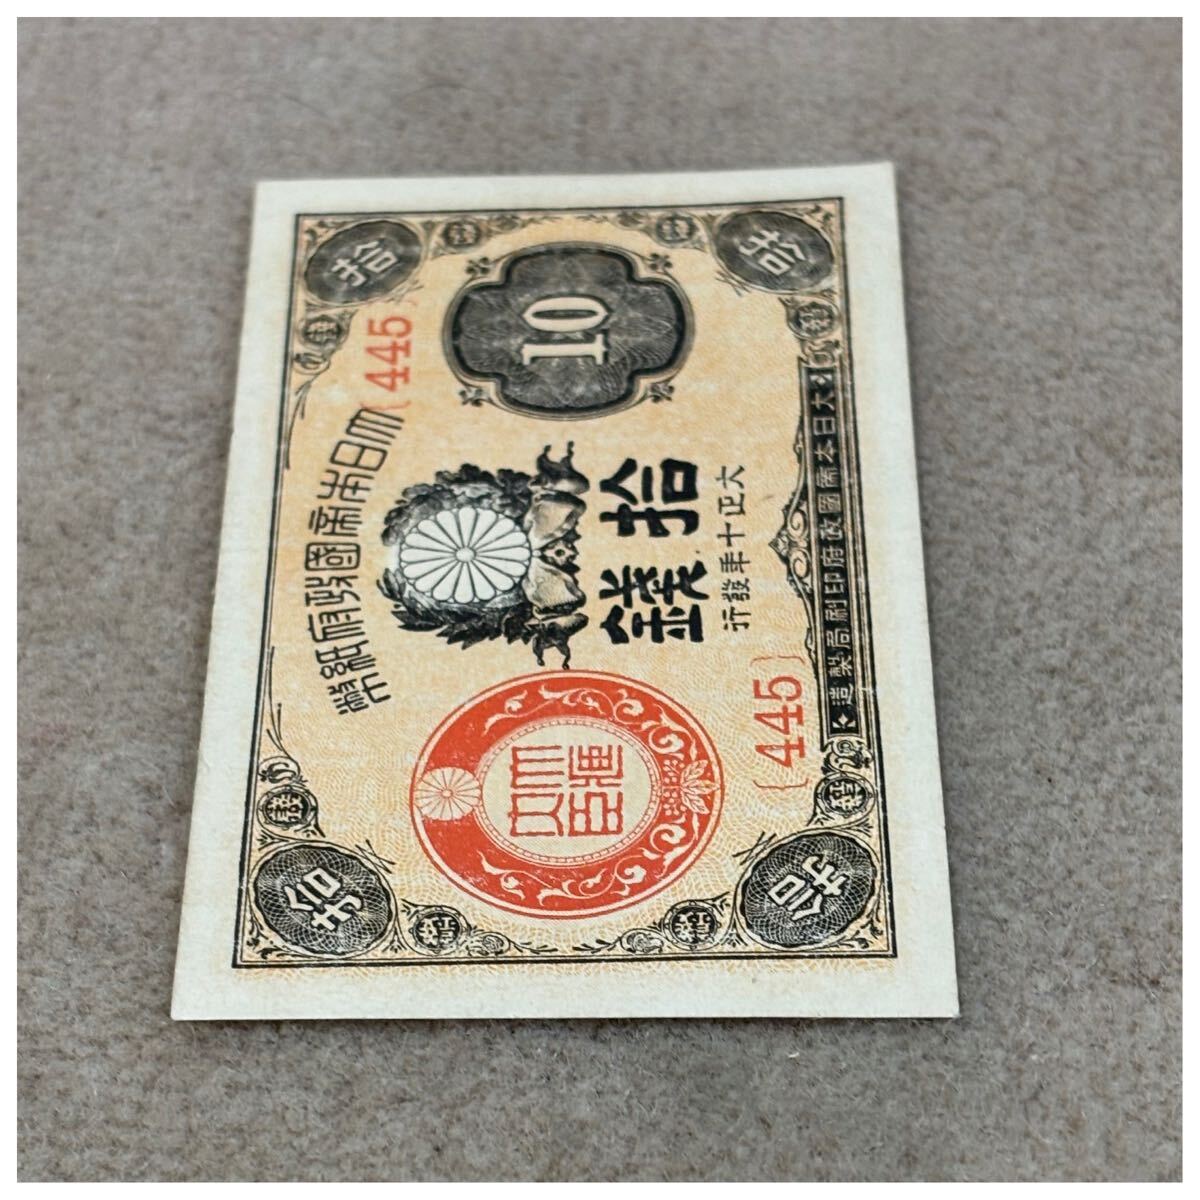 大日本帝國政府紙幣
{445}
拾
拾
10
拾錢
大正十年發行
大藏大臣
{445}
拾
拾
大日本帝國政府印刷局製造